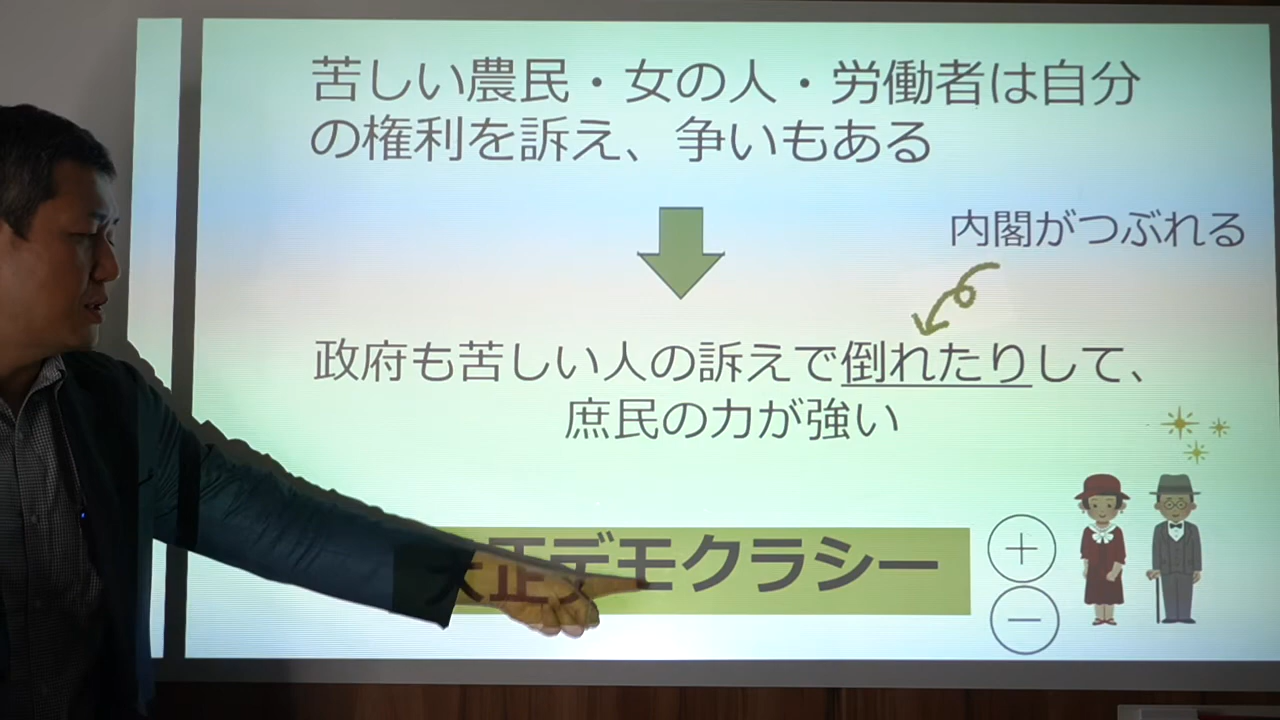 苦しい農民・女の人・労働者は自分
の権利を訴え、争いもある
内閣がつぶれる
政府も苦しい人の訴えで倒れたりして、
庶民の力が強い
大正デモクラシー